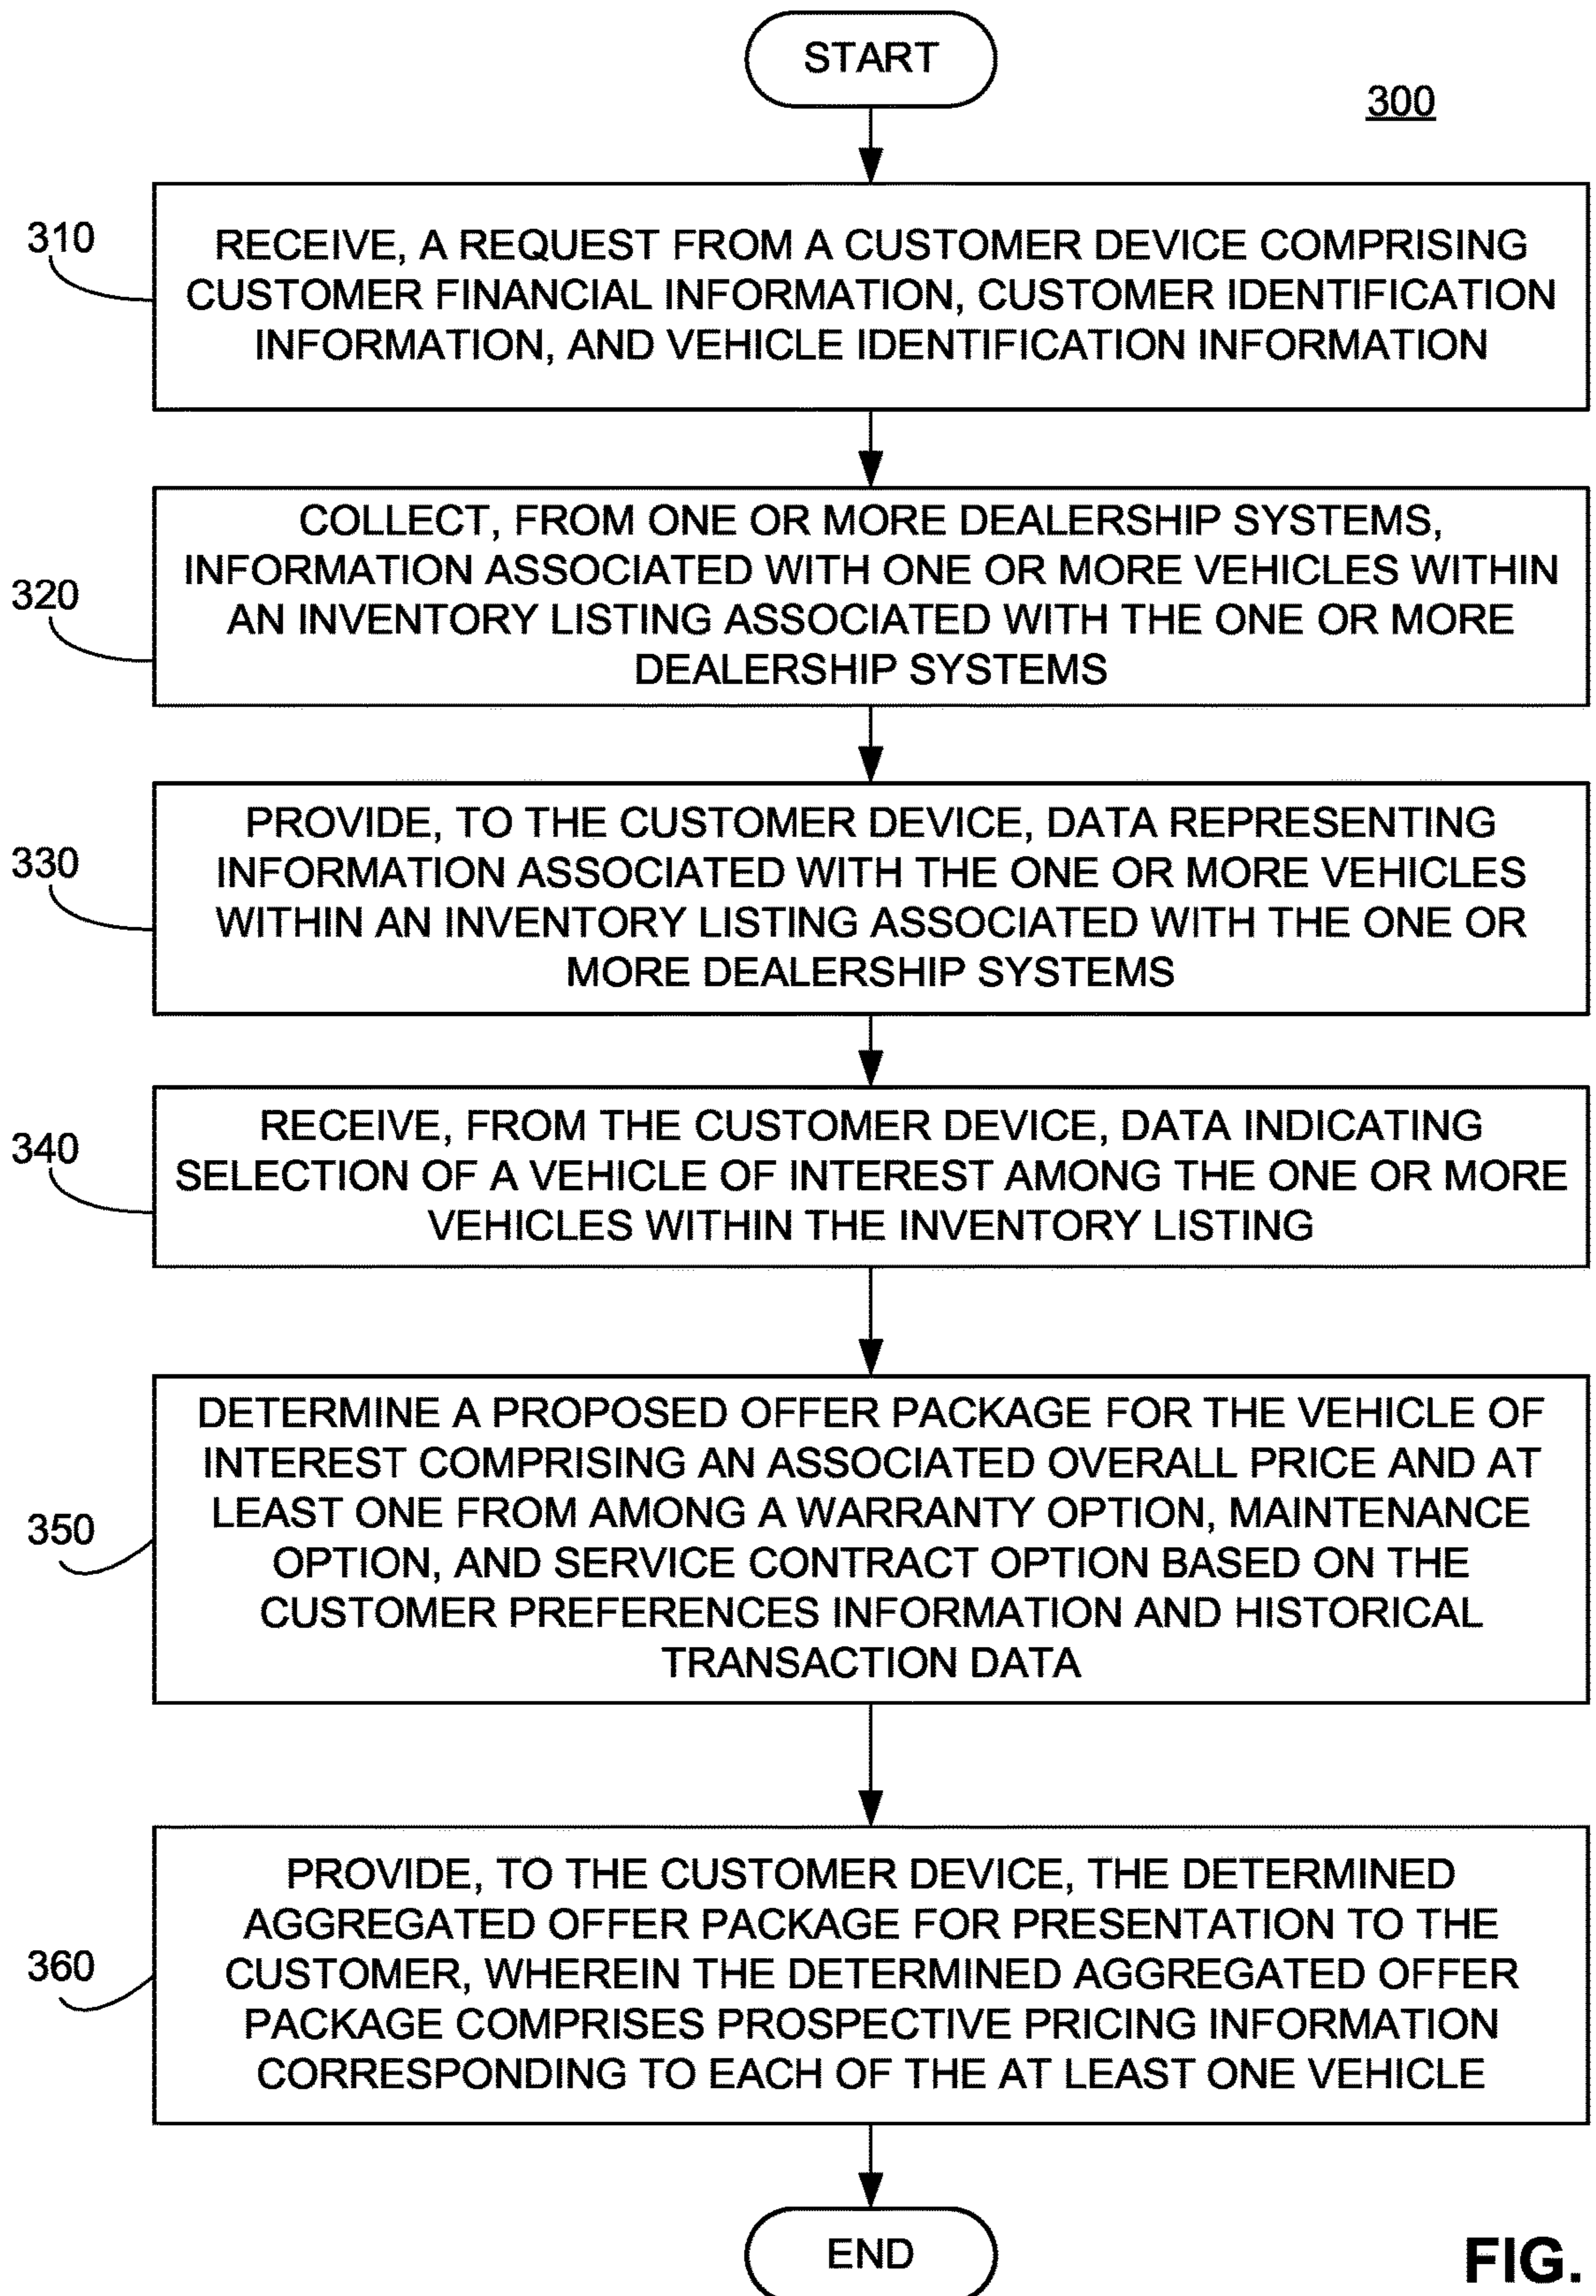 START
300
310
RECEIVE, A REQUEST FROM A CUSTOMER DEVICE COMPRISING
CUSTOMER FINANCIAL INFORMATION, CUSTOMER IDENTIFICATION
INFORMATION, AND VEHICLE IDENTIFICATION INFORMATION
320
COLLECT, FROM ONE OR MORE DEALERSHIP SYSTEMS,
INFORMATION ASSOCIATED WITH ONE OR MORE VEHICLES WITHIN
AN INVENTORY LISTING ASSOCIATED WITH THE ONE OR MORE
DEALERSHIP SYSTEMS
330
PROVIDE, TO THE CUSTOMER DEVICE, DATA REPRESENTING
INFORMATION ASSOCIATED WITH THE ONE OR MORE VEHICLES
WITHIN AN INVENTORY LISTING ASSOCIATED WITH THE ONE OR
MORE DEALERSHIP SYSTEMS
340
RECEIVE, FROM THE CUSTOMER DEVICE, DATA INDICATING
SELECTION OF A VEHICLE OF INTEREST AMONG THE ONE OR MORE
VEHICLES WITHIN THE INVENTORY LISTING
350
DETERMINE A PROPOSED OFFER PACKAGE FOR THE VEHICLE OF
INTEREST COMPRISING AN ASSOCIATED OVERALL PRICE AND AT
LEAST ONE FROM AMONG A WARRANTY OPTION, MAINTENANCE
OPTION, AND SERVICE CONTRACT OPTION BASED ON THE
CUSTOMER PREFERENCES INFORMATION AND HISTORICAL
TRANSACTION DATA
360
PROVIDE, TO THE CUSTOMER DEVICE, THE DETERMINED
AGGREGATED OFFER PACKAGE FOR PRESENTATION TO THE
CUSTOMER, WHEREIN THE DETERMINED AGGREGATED OFFER
PACKAGE COMPRISES PROSPECTIVE PRICING INFORMATION
CORRESPONDING TO EACH OF THE AT LEAST ONE VEHICLE
END
FIG.